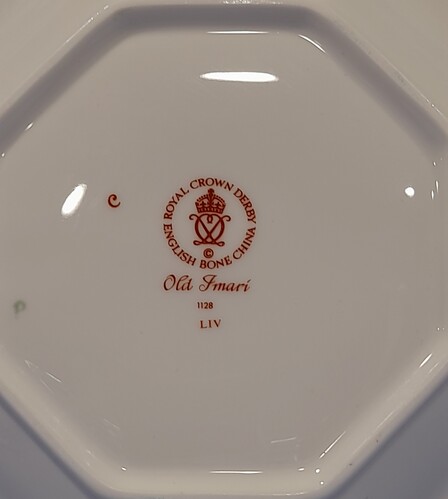 C
ROYAL CROWN DERBY
ENGLISH BONE CHINA
©
Old Imari
1128
LIV